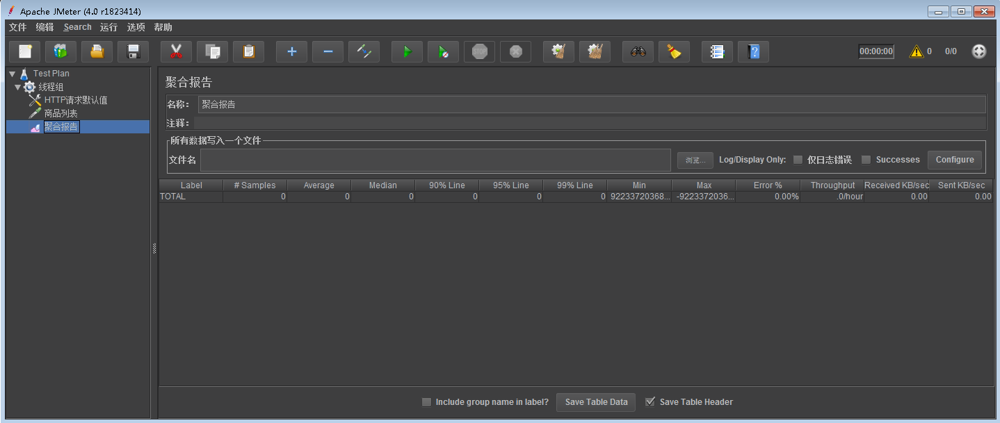 Apache JMeter (4.0 r1823414)
文件 编辑 Search 运行 选项 帮助
STOP
00:00:00 0 0/0
Test Plan
线程组
HTTP请求默认值
商品列表
聚合报告
聚合报告
名称： 聚合报告
注释：
所有数据写入一个文件
文件名 浏览... Log/Display Only: 仅日志错误 Successes Configure
Label # Samples Average Median 90% Line 95% Line 99% Line Min Max Error % Throughput Received KB/sec Sent KB/sec
TOTAL 0 0 0 0 0 0 92233720368... -9223372036... 0.00% .0/hour 0.00 0.00
Include group name in label? Save Table Data Save Table Header